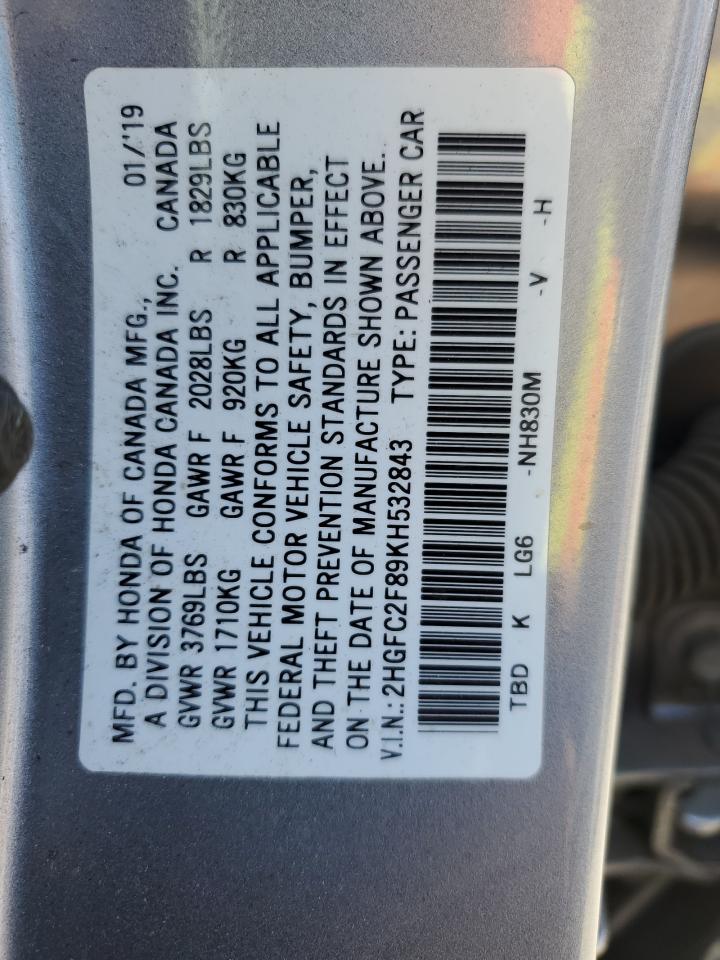 MFD. BY HONDA OF CANADA MFG., 01/'19
A DIVISION OF HONDA CANADA INC. CANADA
GVWR 3769LBS GAWR F 2028LBS R 1829LBS
GVWR 1710KG GAWR F 920KG R 830KG
THIS VEHICLE CONFORMS TO ALL APPLICABLE
FEDERAL MOTOR VEHICLE SAFETY, BUMPER,
AND THEFT PREVENTION STANDARDS IN EFFECT
ON THE DATE OF MANUFACTURE SHOWN ABOVE.
V.I.N.: 2HGFC2F89KH532843 TYPE: PASSENGER CAR
TBD K LG6 -NH830M -V -H